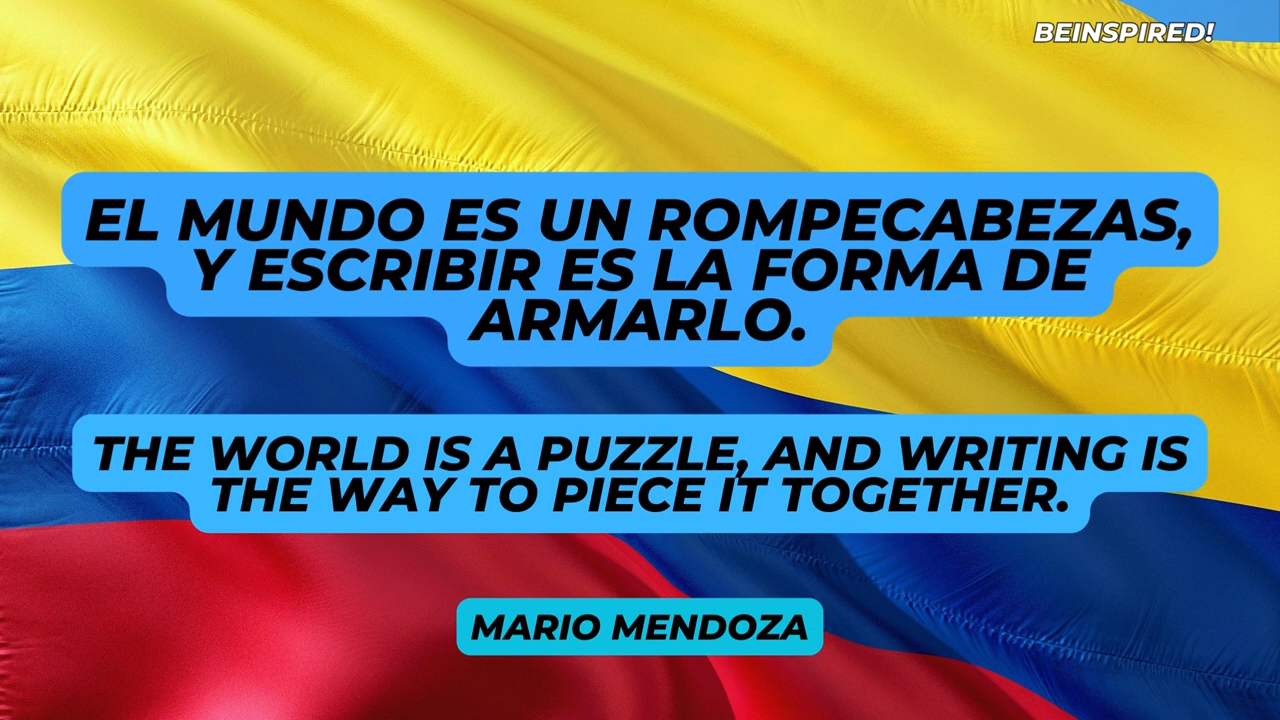 BEINSPIRED!
EL MUNDO ES UN ROMPECABEZAS,
Y ESCRIBIR ES LA FORMA DE
ARMARLO.
THE WORLD IS A PUZZLE, AND WRITING IS
THE WAY TO PIECE IT TOGETHER.
MARIO MENDOZA